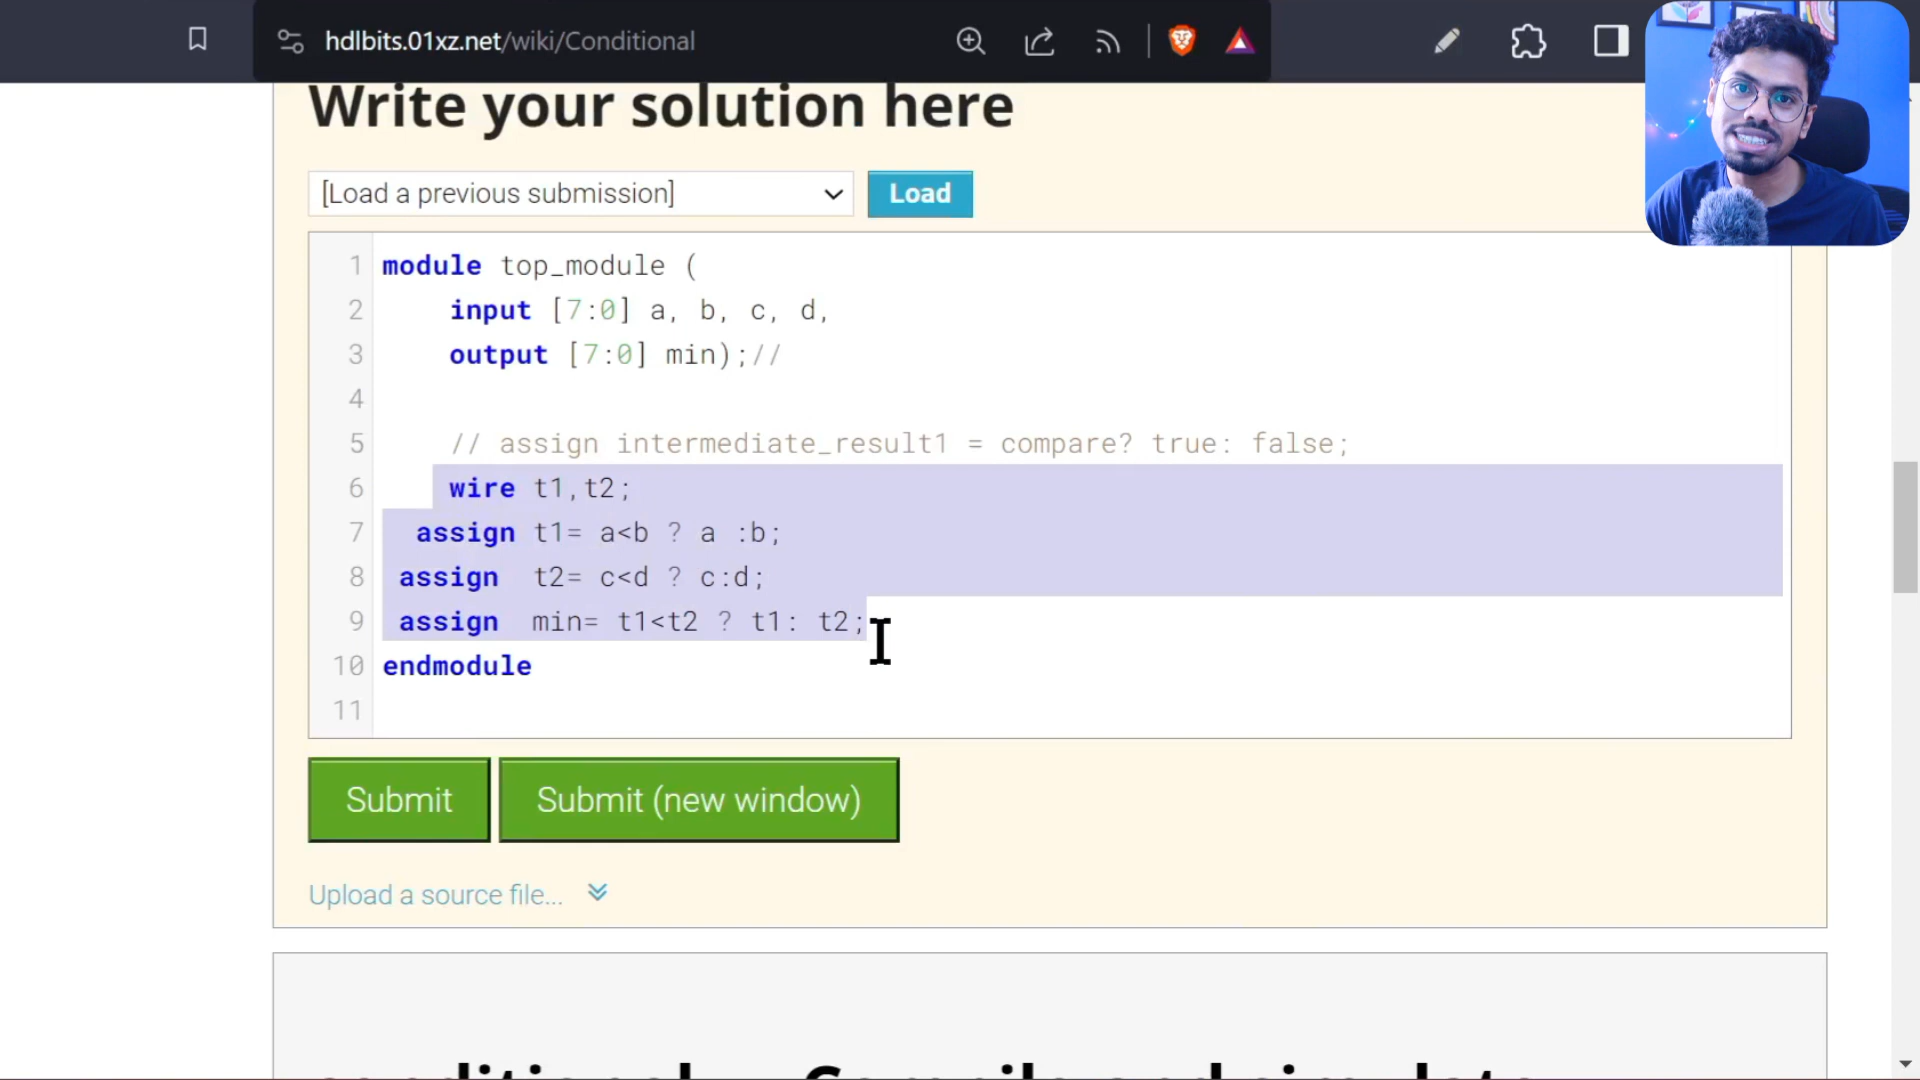 hdlbits.01xz.net/wiki/Conditional
Write your solution here
[Load a previous submission]
Load
1 module top_module (
2 input [7:0] a, b, c, d,
3 output [7:0] min);//
4
5 // assign intermediate_result1 = compare? true: false;
6 wire t1,t2;
7 assign t1= a<b ? a :b;
8 assign t2= c<d ? c:d;
9 assign min= t1<t2 ? t1: t2;
10 endmodule
11
Submit
Submit (new window)
Upload a source file...